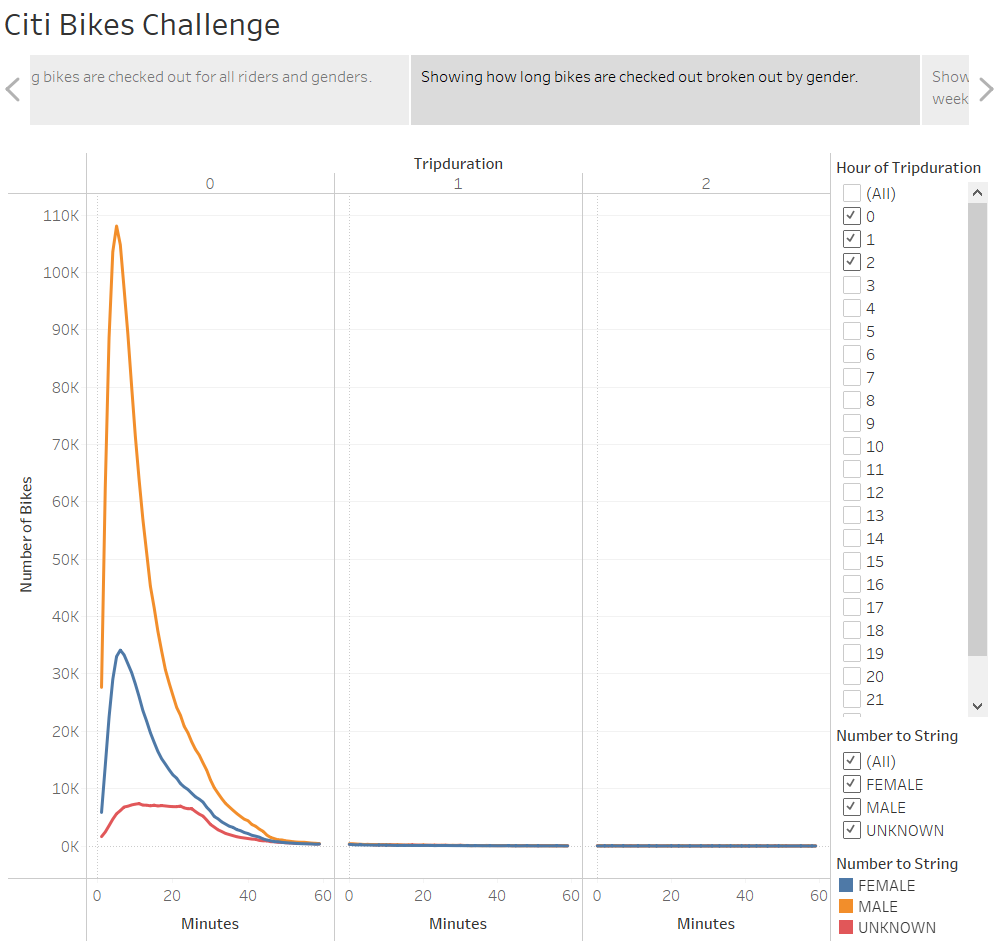 Citi Bikes Challenge
g bikes are checked out for all riders and genders.
Showing how long bikes are checked out broken out by gender.
Show
week
Tripduration
0
1
2
110K
100K
90K
80K
70K
60K
50K
40K
30K
20K
10K
0K
Number of Bikes
0 20 40 60
0 20 40 60
0 20 40 60
Minutes
Minutes
Minutes
Hour of Tripduration
(All)
0
1
2
3
4
5
6
7
8
9
10
11
12
13
14
15
16
17
18
19
20
21
Number to String
(All)
FEMALE
MALE
UNKNOWN
Number to String
FEMALE
MALE
UNKNOWN